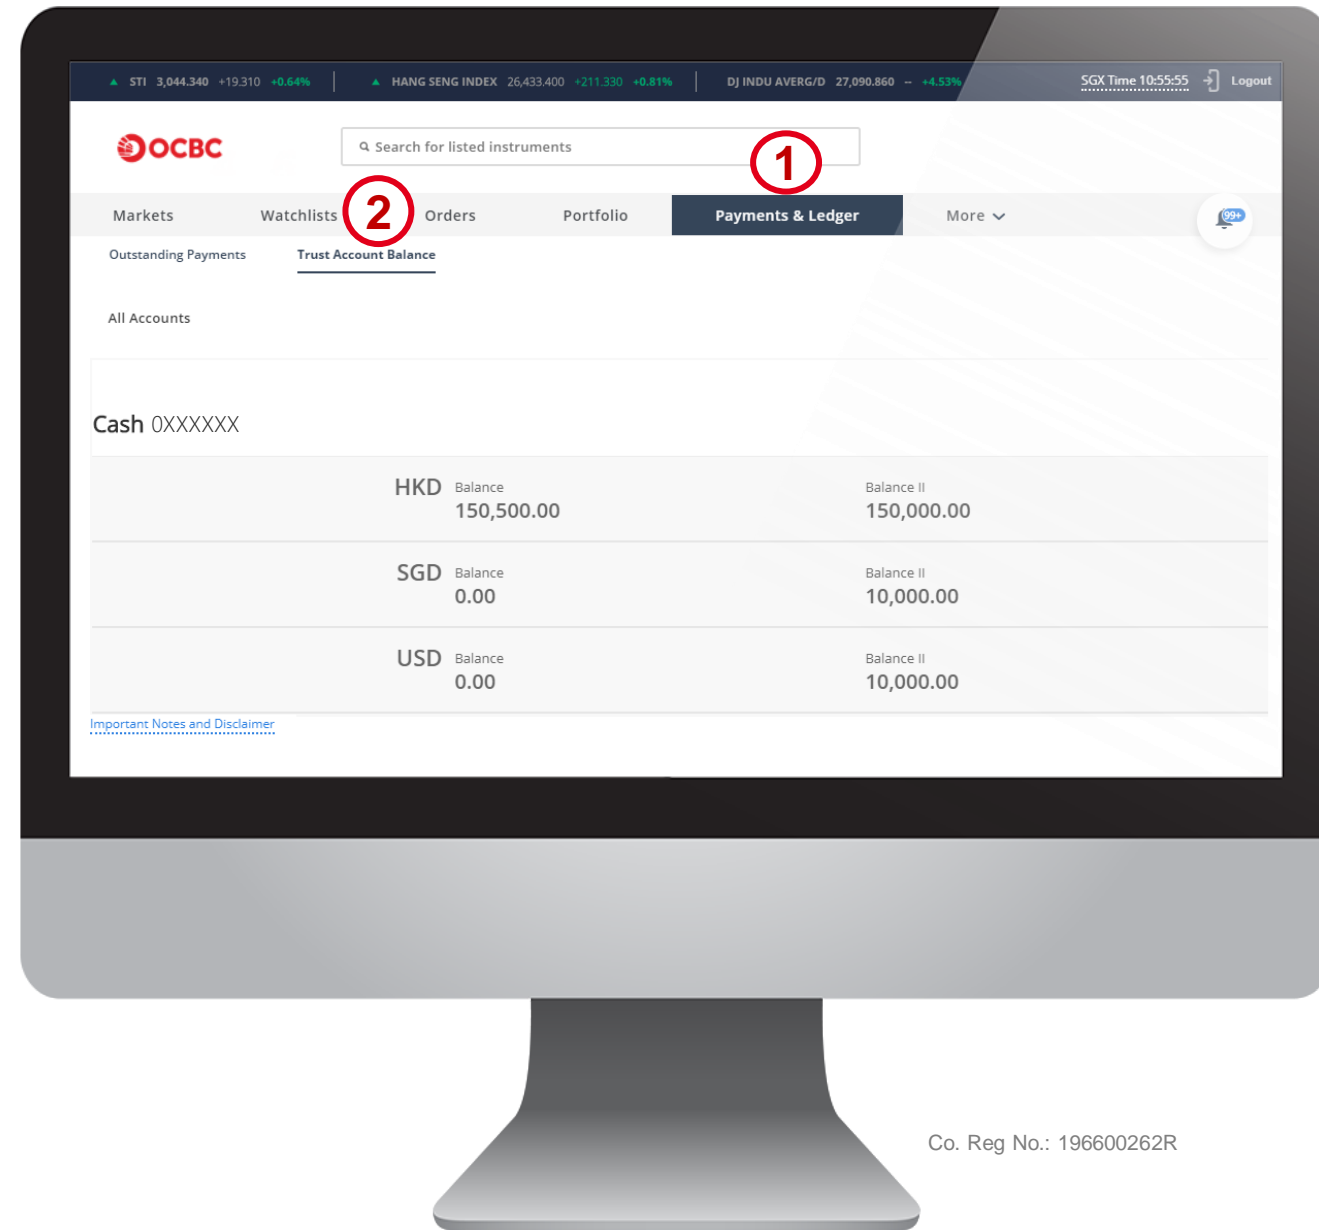 ▲ STI 3,044.340 +19.310 +0.64% ▲ HANG SENG INDEX 26,433.400 +211.330 +0.81% DJ INDU AVERG/D 27,090.860 -- +4.53% SGX Time 10:55:55 Logout
OCBC Search for listed instruments
1
Markets Watchlists 2 Orders Portfolio Payments & Ledger More 99+
Outstanding Payments Trust Account Balance
All Accounts
Cash 0XXXXXX
HKD Balance Balance II
150,500.00 150,000.00
SGD Balance Balance II
0.00 10,000.00
USD Balance Balance II
0.00 10,000.00
Important Notes and Disclaimer
Co. Reg No.: 196600262R